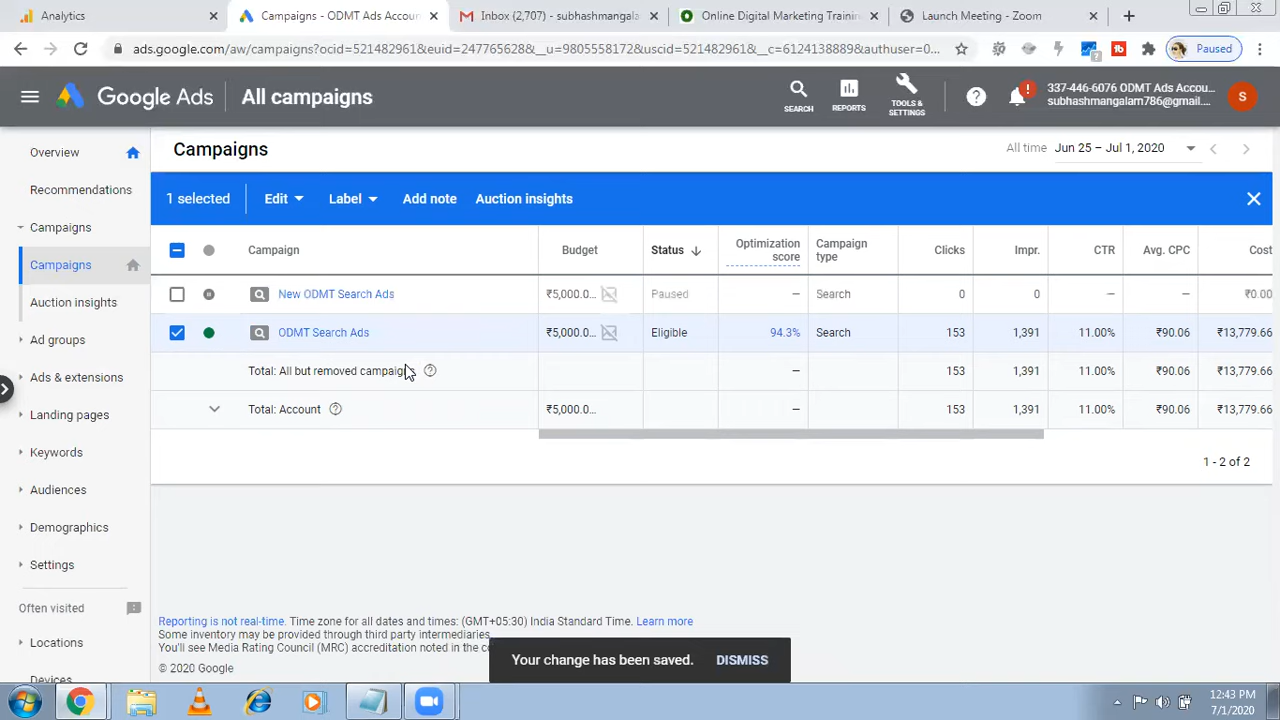 Analytics
Campaigns - ODMT Ads Accoun
Inbox (2,707) - subhashmangala
Online Digital Marketing Trainin
Launch Meeting - Zoom
ads.google.com/aw/campaigns?ocid=521482961&euid=247765628&__u=9805558172&uscid=521482961&__c=6124138889&authuser=0...
Paused
Google Ads
All campaigns
SEARCH
REPORTS
TOOLS &
SETTINGS
337-446-6076 ODMT Ads Accou...
subhashmangalam786@gmail....
S
Overview
Recommendations
Campaigns
Campaigns
Auction insights
Ad groups
Ads & extensions
Landing pages
Keywords
Audiences
Demographics
Settings
Often visited
Locations
Devices
Campaigns
All time Jun 25 – Jul 1, 2020
1 selected Edit Label Add note Auction insights
Campaign Budget Status Optimization score Campaign type Clicks Impr. CTR Avg. CPC Cost
New ODMT Search Ads ₹5,000.0... Paused — Search 0 0 — — ₹0.00
ODMT Search Ads ₹5,000.0... Eligible 94.3% Search 153 1,391 11.00% ₹90.06 ₹13,779.66
Total: All but removed campaigns — 153 1,391 11.00% ₹90.06 ₹13,779.66
Total: Account ₹5,000.0... — 153 1,391 11.00% ₹90.06 ₹13,779.66
1 - 2 of 2
Reporting is not real-time. Time zone for all dates and times: (GMT+05:30) India Standard Time. Learn more
Some inventory may be provided through third party intermediaries.
You'll see Media Rating Council (MRC) accreditation noted in the co
© 2020 Google
Your change has been saved. DISMISS
12:43 PM
7/1/2020